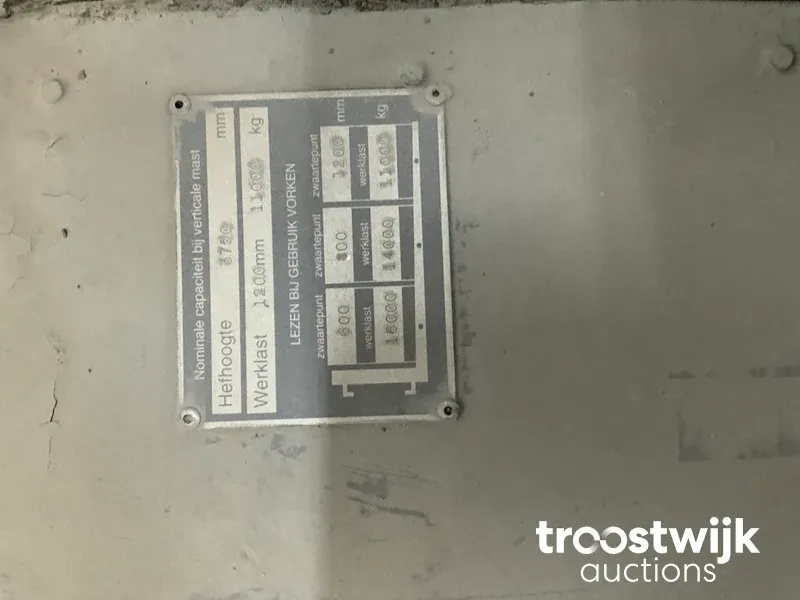 Nominale capaciteit bij verticale mast
Hefhoogte 3750 mm
Werklast 1200mm 11000 kg
LEZEN BIJ GEBRUIK VORKEN
zwaartepunt zwaartepunt zwaartepunt
600 800 1200 mm
werklast werklast werklast
16000 14000 11000 kg
troostwijk
auctions